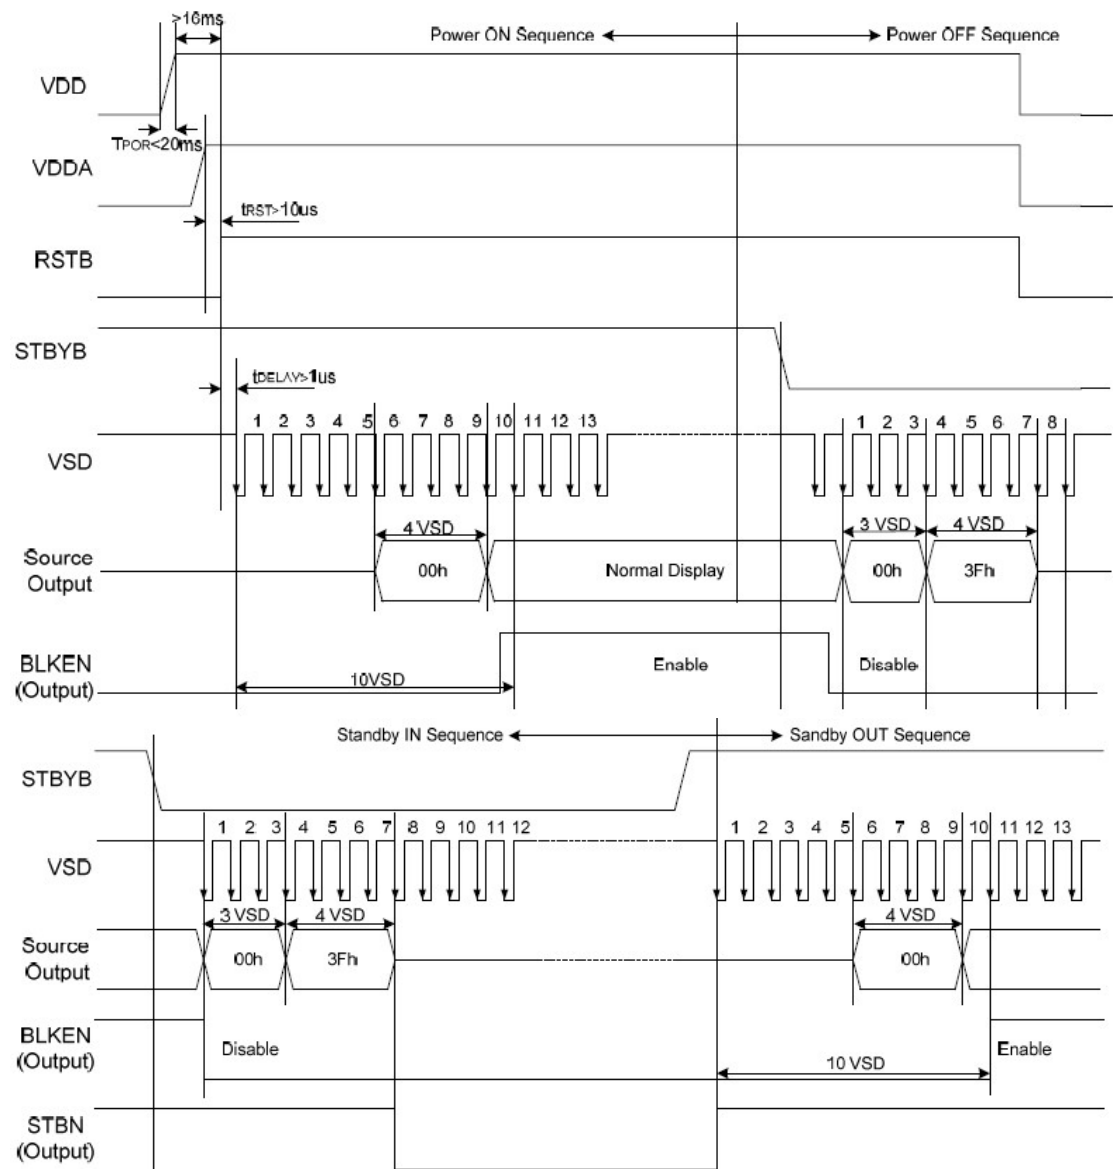 >16ms
Power ON Sequence
Power OFF Sequence
VDD
TPOR<20ms
VDDA
tRST>10us
RSTB
STBYB
tDELAY>1us
1 2 3 4 5 6 7 8 9 10 11 12 13
1 2 3 4 5 6 7 8
VSD
4 VSD
3 VSD
4 VSD
Source
Output
00h
Normal Display
00h
3Fh
BLKEN
(Output)
Enable
Disable
10VSD
Standby IN Sequence
Sandby OUT Sequence
STBYB
1 2 3 4 5 6 7 8 9 10 11 12
1 2 3 4 5 6 7 8 9 10 11 12 13
VSD
3 VSD
4 VSD
4 VSD
Source
Output
00h
3Fh
00h
BLKEN
(Output)
Disable
Enable
10 VSD
STBN
(Output)